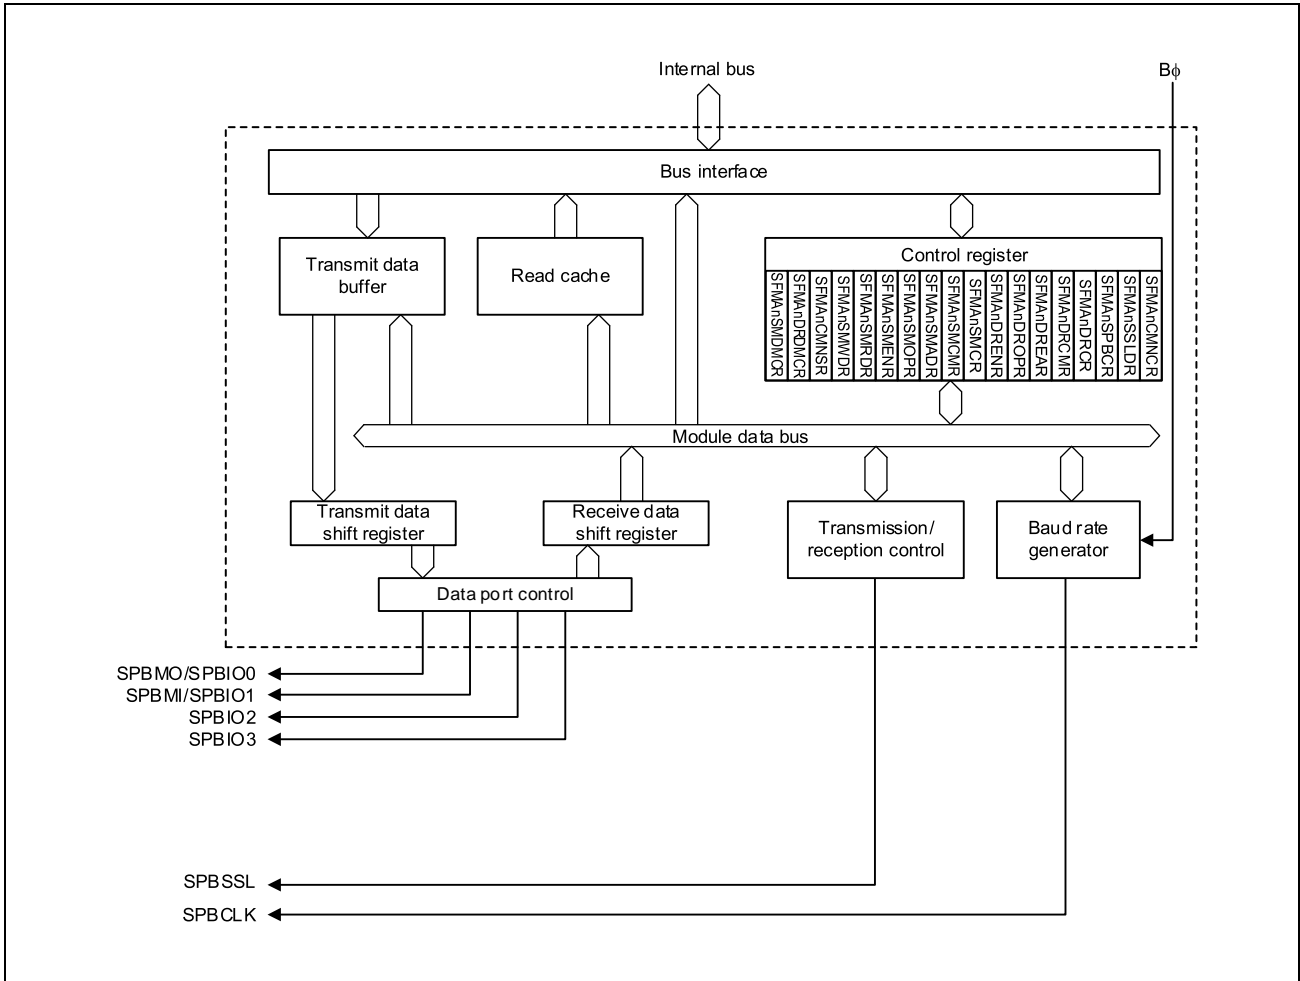 Internal bus
Bϕ
Bus interface
Transmit data
buffer
Read cache
Control register
SFMAnSMDMCR
SFMAnDRDMCR
SFMAnCMNSR
SFMAnSMWDR
SFMAnSMRDR
SFMAnSMENR
SFMAnSMOPR
SFMAnSMADR
SFMAnSMCMR
SFMAnSMCR
SFMAnDRENR
SFMAnDROPR
SFMAnDREAR
SFMAnDRCMR
SFMAnDRCR
SFMAnSPBCR
SFMAnSSLDR
SFMAnCMNCR
Module data bus
Transmit data
shift register
Receive data
shift register
Transmission/
reception control
Baud rate
generator
Data port control
SPBMO/SPBIO0
SPBMI/SPBIO1
SPBIO2
SPBIO3
SPBSSL
SPBCLK